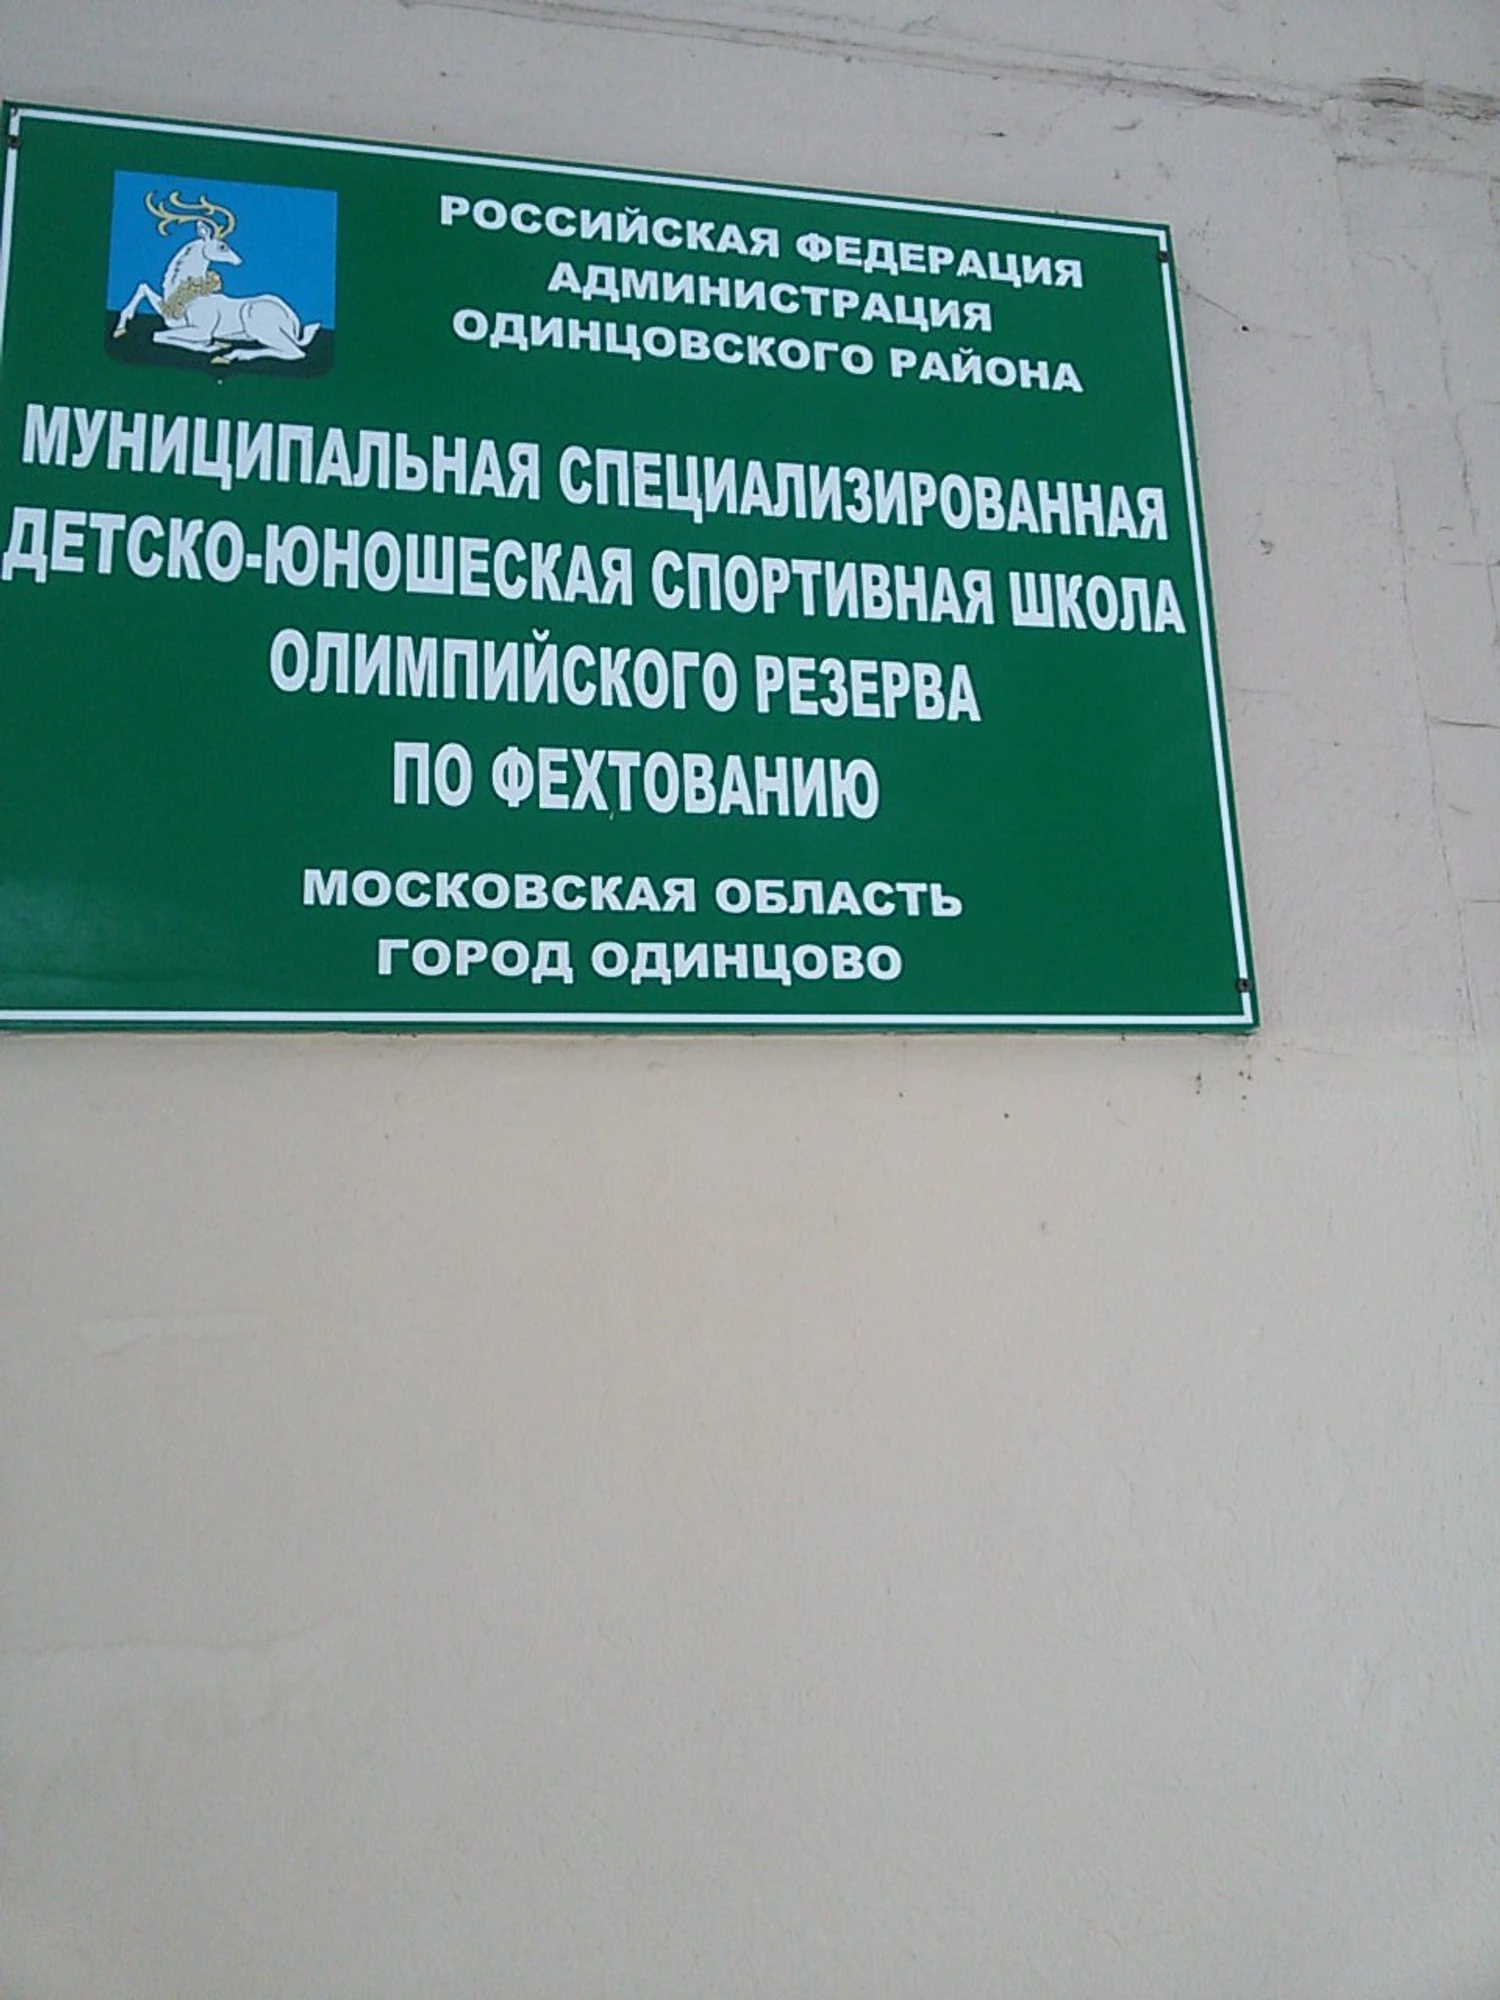 РОССИЙСКАЯ ФЕДЕРАЦИЯ
АДМИНИСТРАЦИЯ
ОДИНЦОВСКОГО РАЙОНА
МУНИЦИПАЛЬНАЯ СПЕЦИАЛИЗИРОВАННАЯ
ДЕТСКО-ЮНОШЕСКАЯ СПОРТИВНАЯ ШКОЛА
ОЛИМПИЙСКОГО РЕЗЕРВА
ПО ФЕХТОВАНИЮ
МОСКОВСКАЯ ОБЛАСТЬ
ГОРОД ОДИНЦОВО